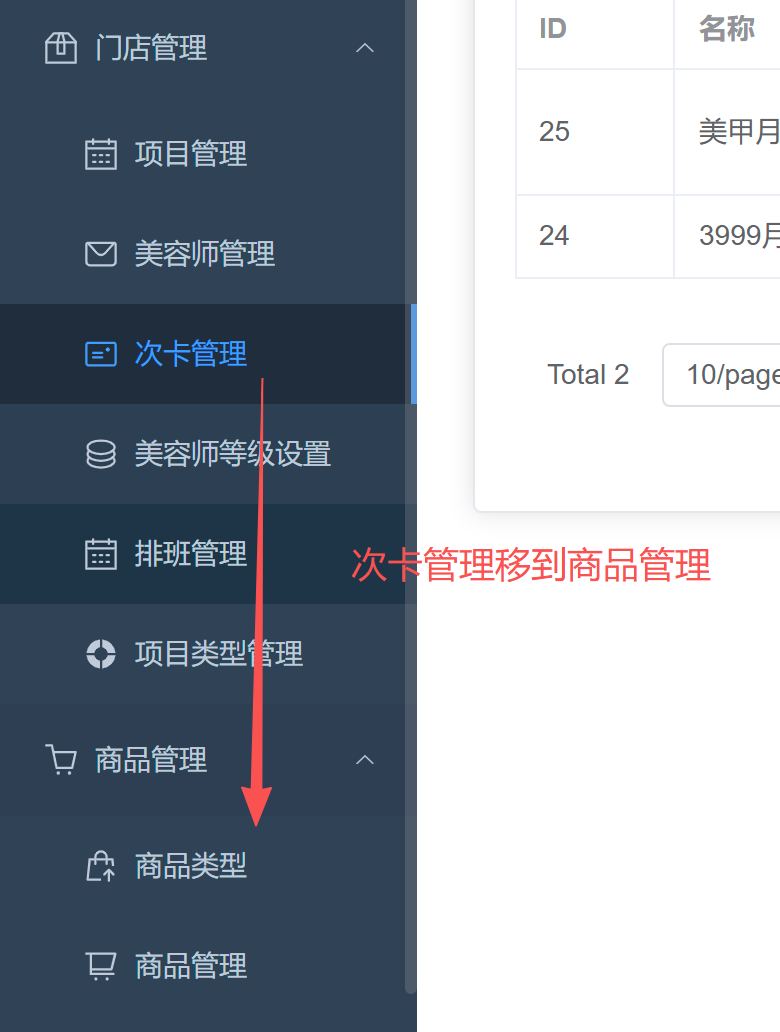 门店管理
项目管理
美容师管理
次卡管理
美容师等级设置
排班管理
项目类型管理
商品管理
商品类型
商品管理
ID 名称
25 美甲月
24 3999月
Total 2 10/page
次卡管理移到商品管理